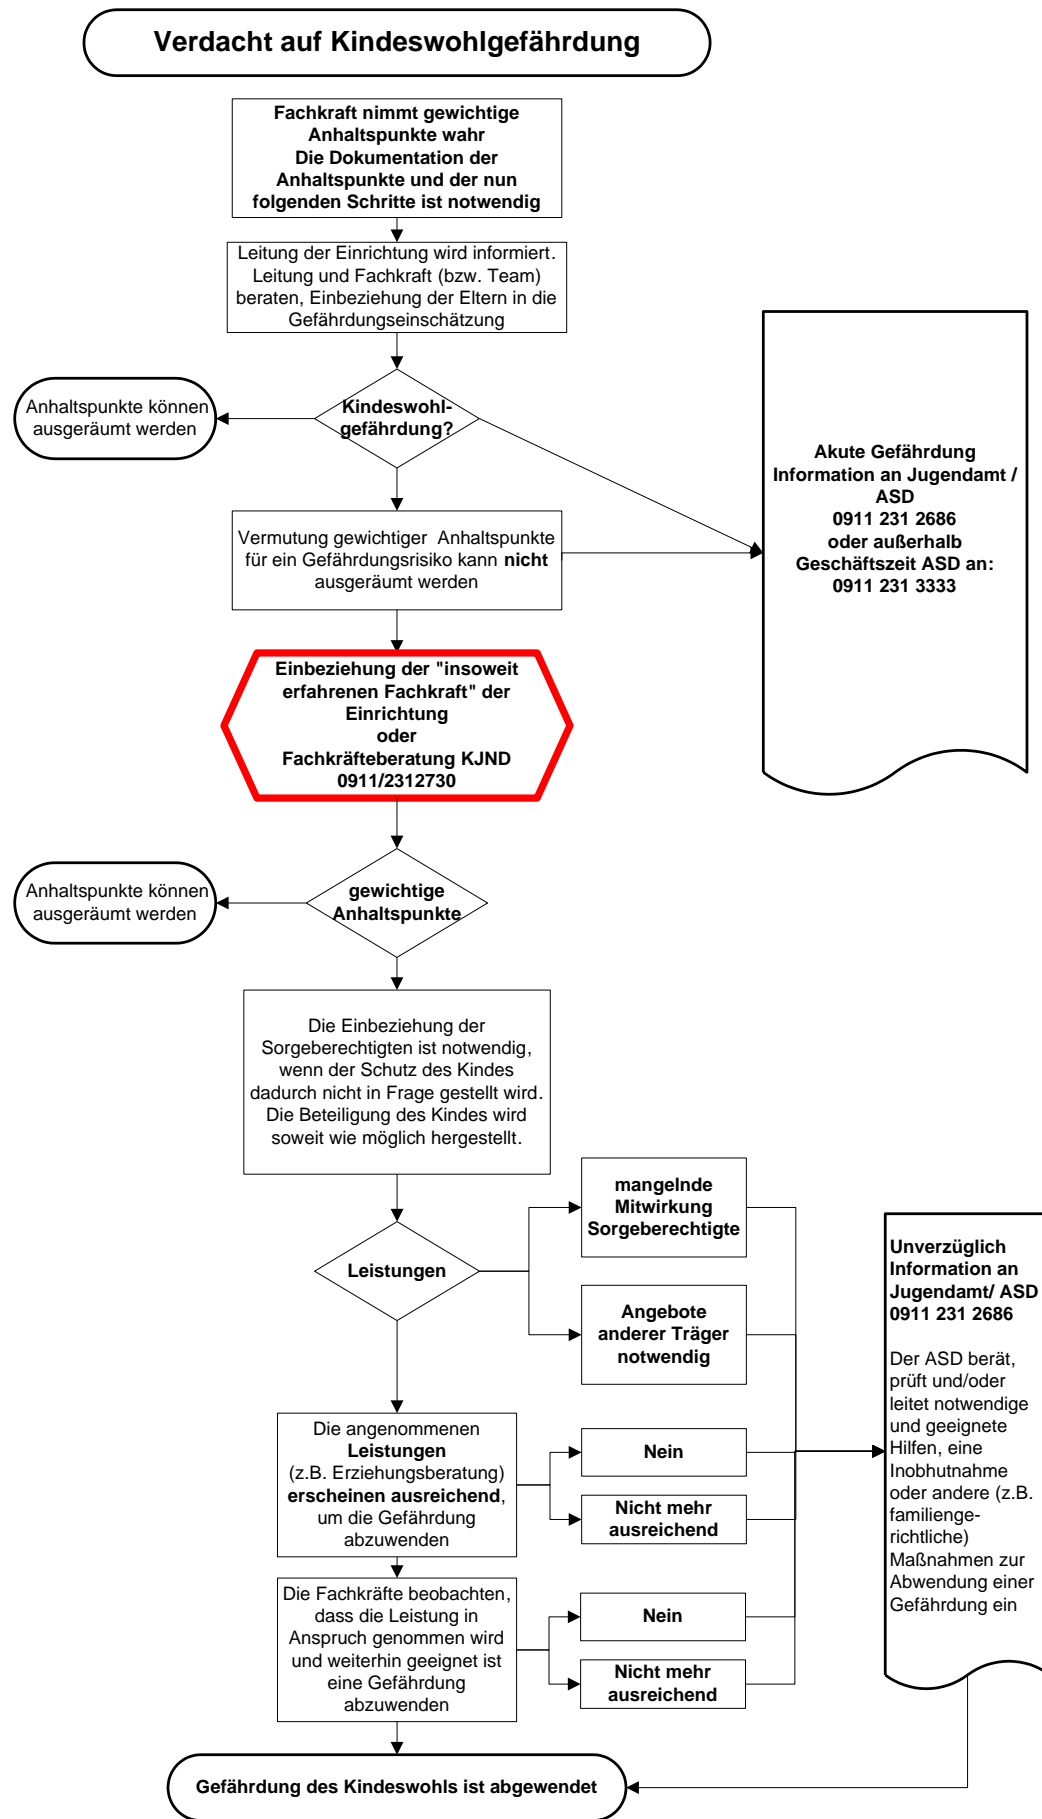 Verdacht auf Kindeswohlgefährdung
Fachkraft nimmt gewichtige
Anhaltspunkte wahr
Die Dokumentation der
Anhaltspunkte und der nun
folgenden Schritte ist notwendig
Leitung der Einrichtung wird informiert.
Leitung und Fachkraft (bzw. Team)
beraten, Einbeziehung der Eltern in die
Gefährdungseinschätzung
Kindeswohl-
gefährdung?
Anhaltspunkte können
ausgeräumt werden
Akute Gefährdung
Information an Jugendamt /
ASD
0911 231 2686
oder außerhalb
Geschäftszeit ASD an:
0911 231 3333
Vermutung gewichtiger Anhaltspunkte
für ein Gefährdungsrisiko kann nicht
ausgeräumt werden
Einbeziehung der "insoweit
erfahrenen Fachkraft" der
Einrichtung
oder
Fachkräfteberatung KJND
0911/2312730
gewichtige
Anhaltspunkte
Anhaltspunkte können
ausgeräumt werden
Die Einbeziehung der
Sorgeberechtigten ist notwendig,
wenn der Schutz des Kindes
dadurch nicht in Frage gestellt wird.
Die Beteiligung des Kindes wird
soweit wie möglich hergestellt.
Leistungen
mangelnde
Mitwirkung
Sorgeberechtigte
Angebote
anderer Träger
notwendig
Unverzüglich
Information an
Jugendamt/ ASD
0911 231 2686
Der ASD berät,
prüft und/oder
leitet notwendige
und geeignete
Hilfen, eine
Inobhutnahme
oder andere (z.B.
familienge-
richtliche)
Maßnahmen zur
Abwendung einer
Gefährdung ein
Die angenommenen
Leistungen
(z.B. Erziehungsberatung)
erscheinen ausreichend,
um die Gefährdung
abzuwenden
Nein
Nicht mehr
ausreichend
Die Fachkräfte beobachten,
dass die Leistung in
Anspruch genommen wird
und weiterhin geeignet ist
eine Gefährdung
abzuwenden
Nein
Nicht mehr
ausreichend
Gefährdung des Kindeswohls ist abgewendet